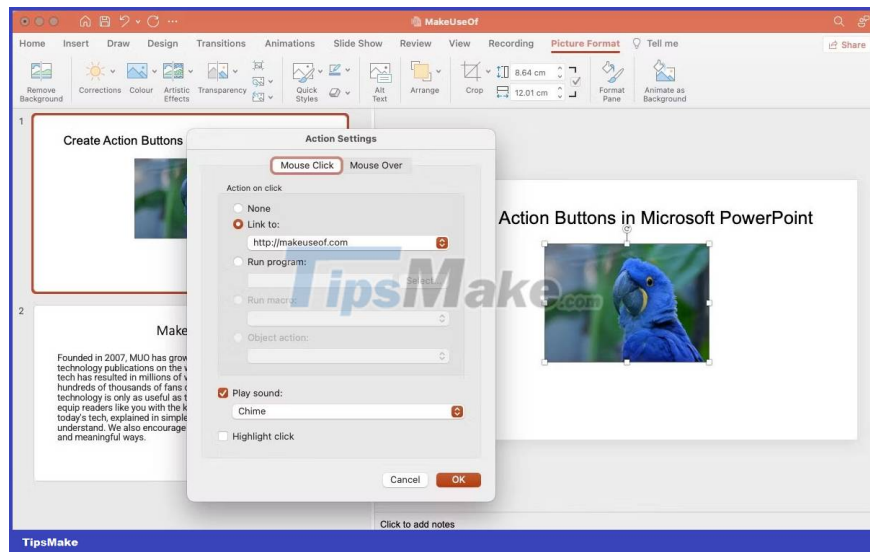 MakeUseOf
Home Insert Draw Design Transitions Animations Slide Show Review View Recording Picture Format Tell me Share
Remove Background
Corrections
Colour
Artistic Effects
Transparency
Quick Styles
Alt Text
Arrange
Crop
8.64 cm
12.01 cm
Format Pane
Animate as Background
1
Create Action Buttons
Action Settings
Mouse Click Mouse Over
Action on click
None
Link to:
http://makeuseof.com
Run program:
Select...
Run macro:
Object action:
Play sound:
Chime
Highlight click
Cancel OK
Action Buttons in Microsoft PowerPoint
TipsMake.com
2
Make
Founded in 2007, MUO has grow
technology publications on the w
tech has resulted in millions of v
hundreds of thousands of fans o
technology is only as useful as t
equip readers like you with the k
today's tech, explained in simple
understand. We also encourage
and meaningful ways.
Click to add notes
TipsMake